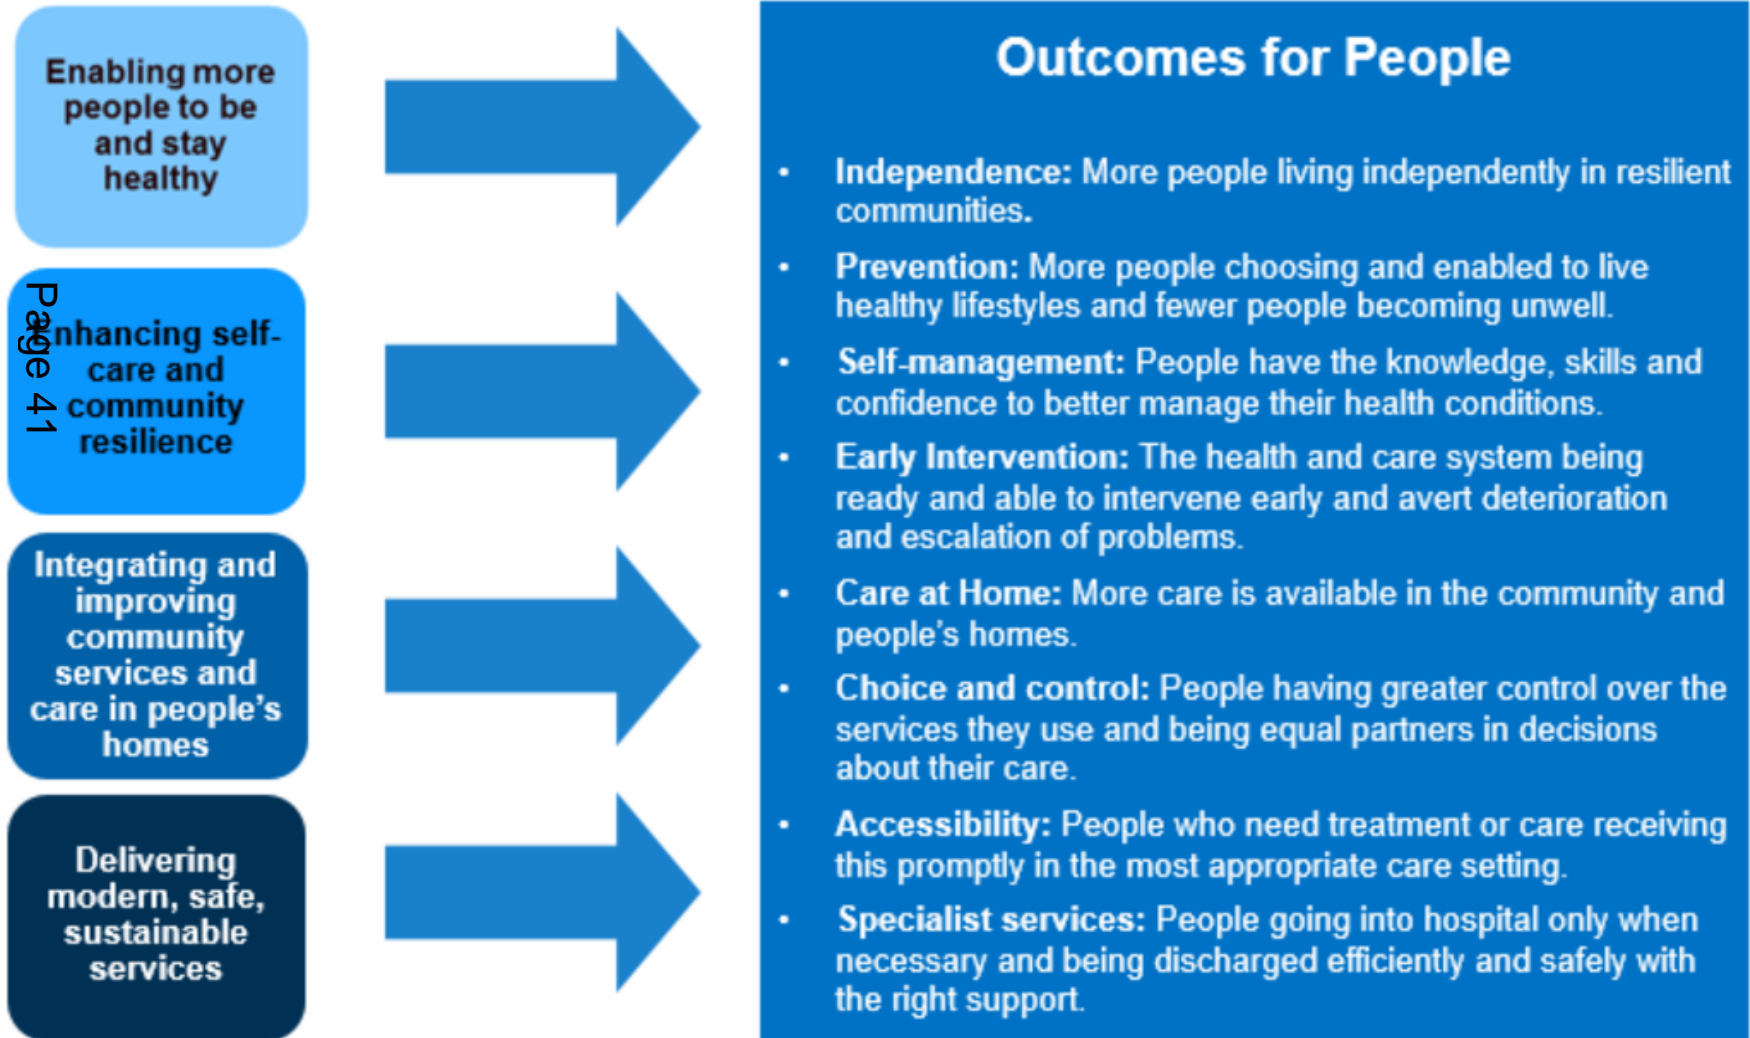 Enabling more
people to be
and stay
healthy
Enhancing self-
care and
community
resilience
Page 41
Integrating and
improving
community
services and
care in people’s
homes
Delivering
modern, safe,
sustainable
services
Outcomes for People
• Independence: More people living independently in resilient
communities.
• Prevention: More people choosing and enabled to live
healthy lifestyles and fewer people becoming unwell.
• Self-management: People have the knowledge, skills and
confidence to better manage their health conditions.
• Early Intervention: The health and care system being
ready and able to intervene early and avert deterioration
and escalation of problems.
• Care at Home: More care is available in the community and
people’s homes.
• Choice and control: People having greater control over the
services they use and being equal partners in decisions
about their care.
• Accessibility: People who need treatment or care receiving
this promptly in the most appropriate care setting.
• Specialist services: People going into hospital only when
necessary and being discharged efficiently and safely with
the right support.